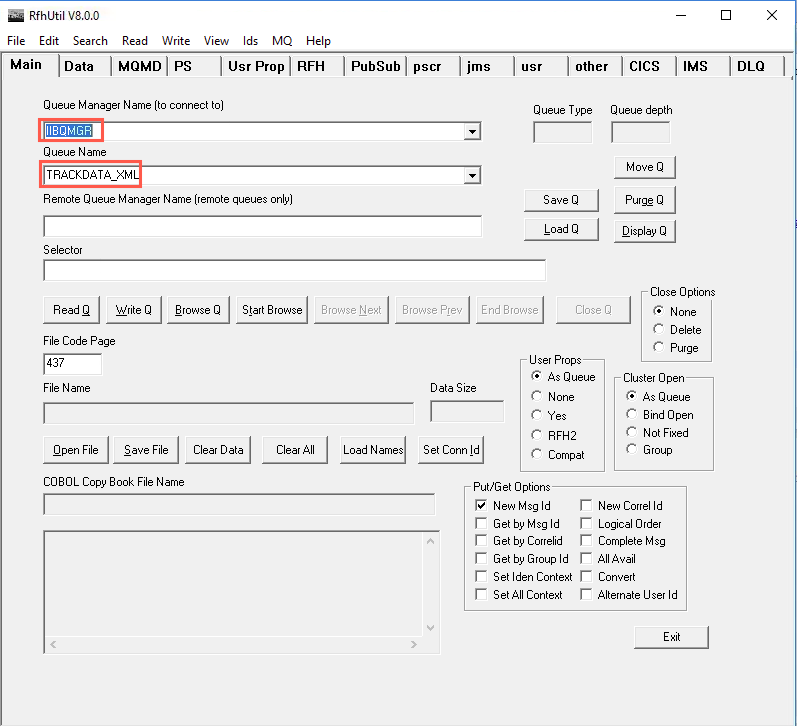 RfhUtil V8.0.0
File Edit Search Read Write View Ids MQ Help
Main Data MQMD PS Usr Prop RFH PubSub pscr jms usr other CICS IMS DLQ
Queue Manager Name (to connect to) Queue Type Queue depth
IIBQMGR
Queue Name
TRACKDATA_XML
Move Q
Remote Queue Manager Name (remote queues only)
Save Q Purge Q
Load Q Display Q
Selector
Read Q Write Q Browse Q Start Browse Browse Next Browse Prev End Browse Close Q
Close Options
None
Delete
Purge
File Code Page
437
File Name Data Size
User Props
As Queue
None
Yes
RFH2
Compat
Cluster Open
As Queue
Bind Open
Not Fixed
Group
Open File Save File Clear Data Clear All Load Names Set Conn Id
COBOL Copy Book File Name
Put/Get Options
New Msg Id New Correl Id
Get by Msg Id Logical Order
Get by Correlid Complete Msg
Get by Group Id All Avail
Set Iden Context Convert
Set All Context Alternate User Id
Exit